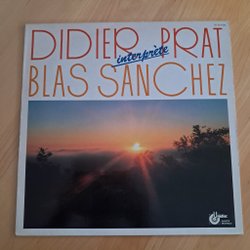 DIDIER PRAT
interprète
BLAS SANCHEZ